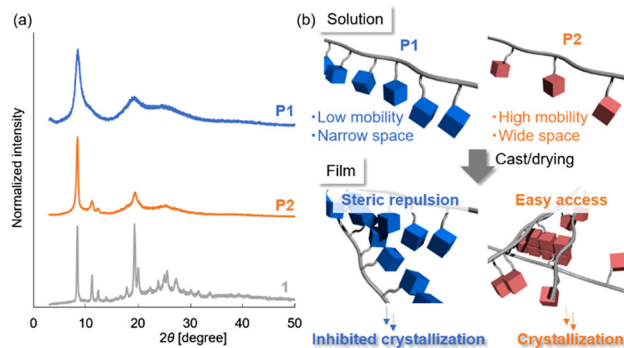 (a)
Normalized intensity
P1
P2
1
0 10 20 30 40 50
2θ [degree]
(b)
Solution
P1
P2
・Low mobility
・Narrow space
・High mobility
・Wide space
Cast/drying
Film
Steric repulsion
Easy access
Inhibited crystallization
Crystallization